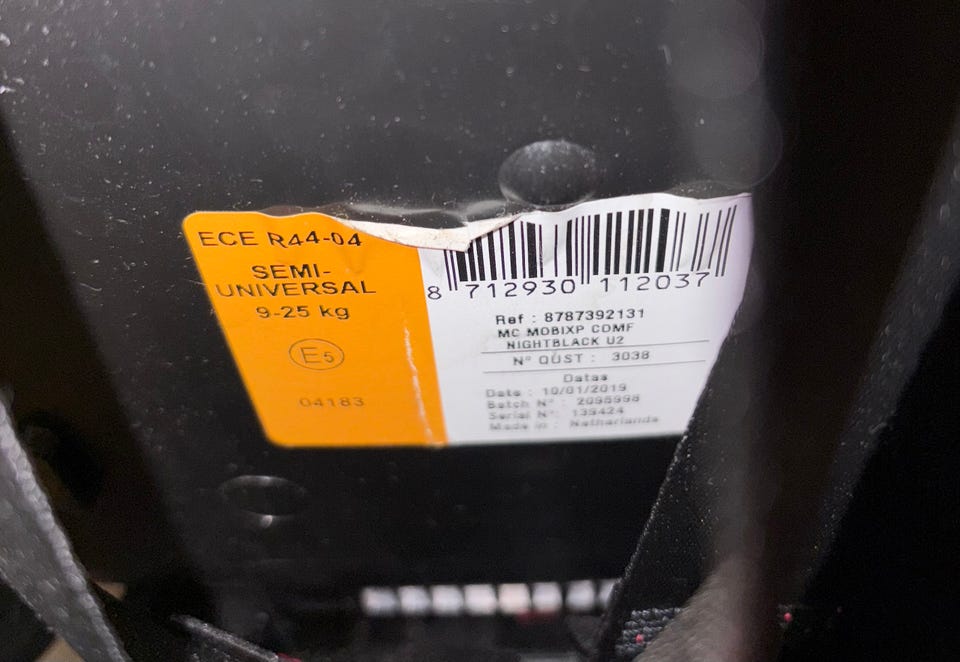 ECE R44-04
SEMI-
UNIVERSAL
9-25 kg
E5
04183
8 712930 112037
Ref : 8787392131
MC MOBIXP COMF
NIGHTBLACK U2
N° QUST : 3038
Datas
Date : 10/01/2019
Batch N° : 2098998
Serial N° : 139424
Made in : Netherlands